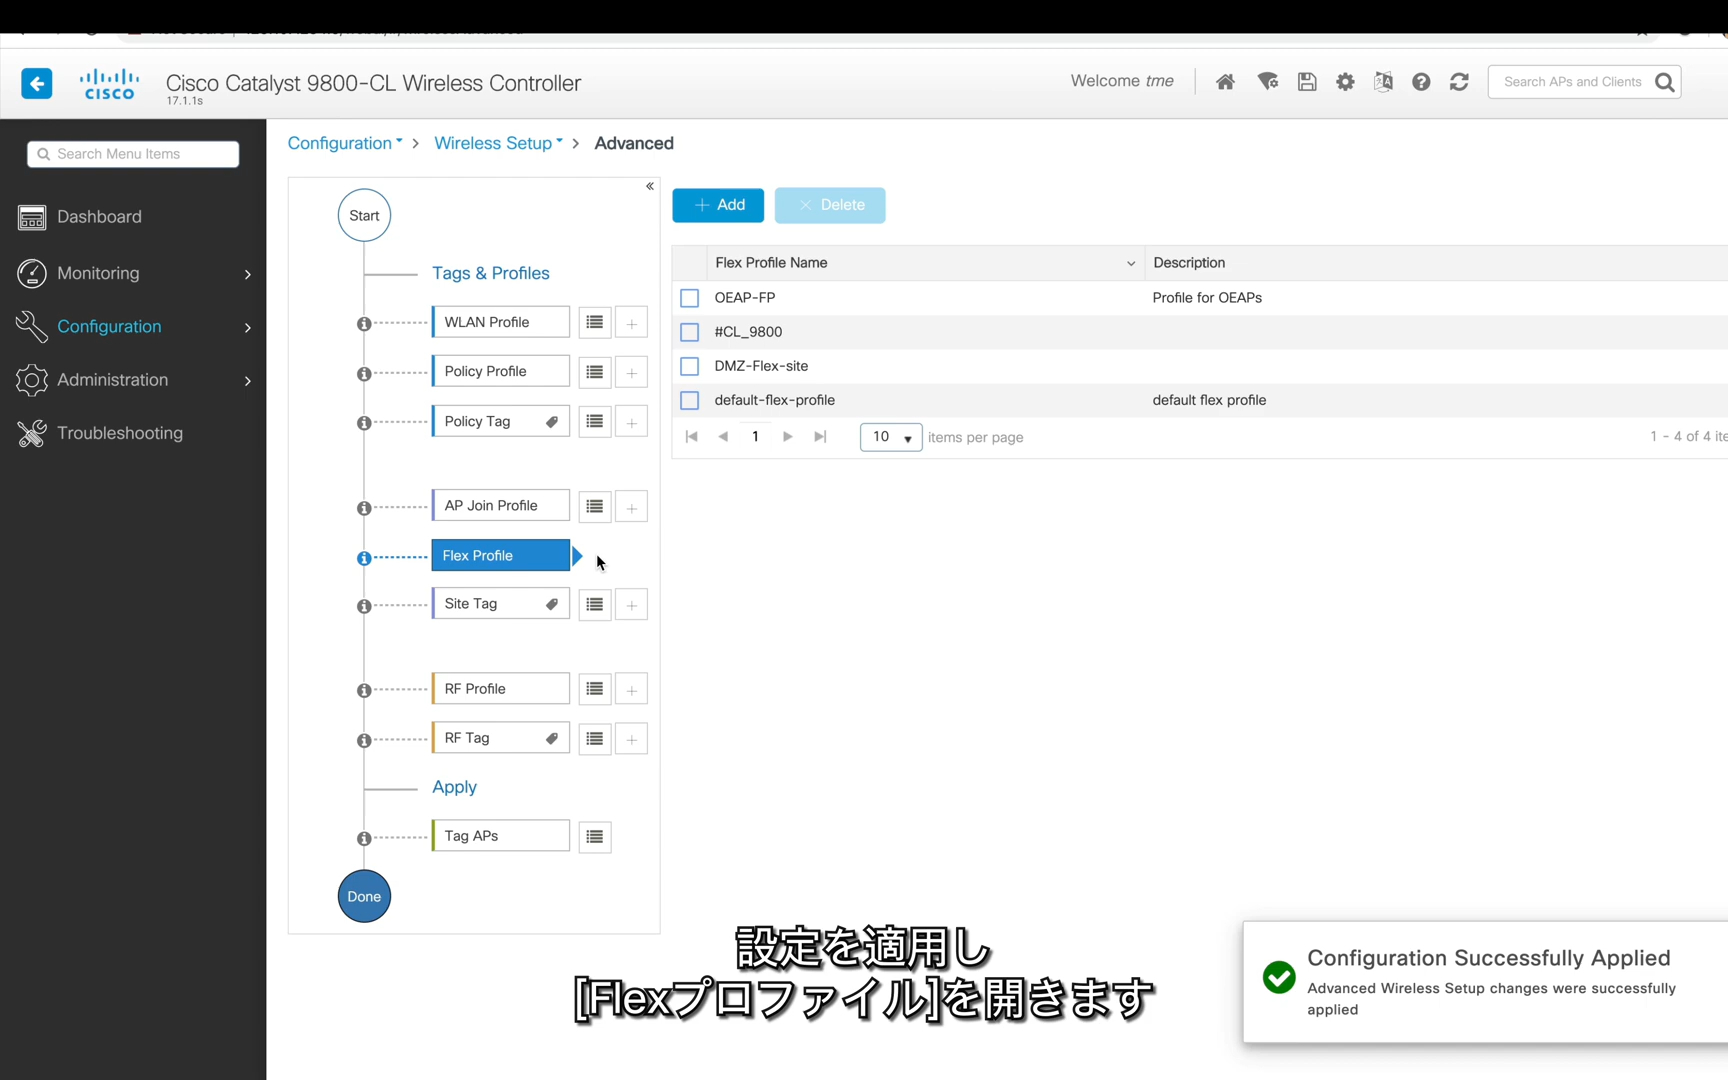 CISCO
Cisco Catalyst 9800-CL Wireless Controller
17.1.1s
Welcome tme
Search APs and Clients
Search Menu Items
Dashboard
Monitoring
Configuration
Administration
Troubleshooting
Configuration > Wireless Setup > Advanced
Start
Tags & Profiles
WLAN Profile
Policy Profile
Policy Tag
AP Join Profile
Flex Profile
Site Tag
RF Profile
RF Tag
Apply
Tag APs
Done
+ Add
× Delete
Flex Profile Name Description
OEAP-FP Profile for OEAPs
#CL_9800
DMZ-Flex-site
default-flex-profile default flex profile
1 10 items per page 1 - 4 of 4 ite
設定を適用し
[Flexプロファイル]を開きます
Configuration Successfully Applied
Advanced Wireless Setup changes were successfully
applied